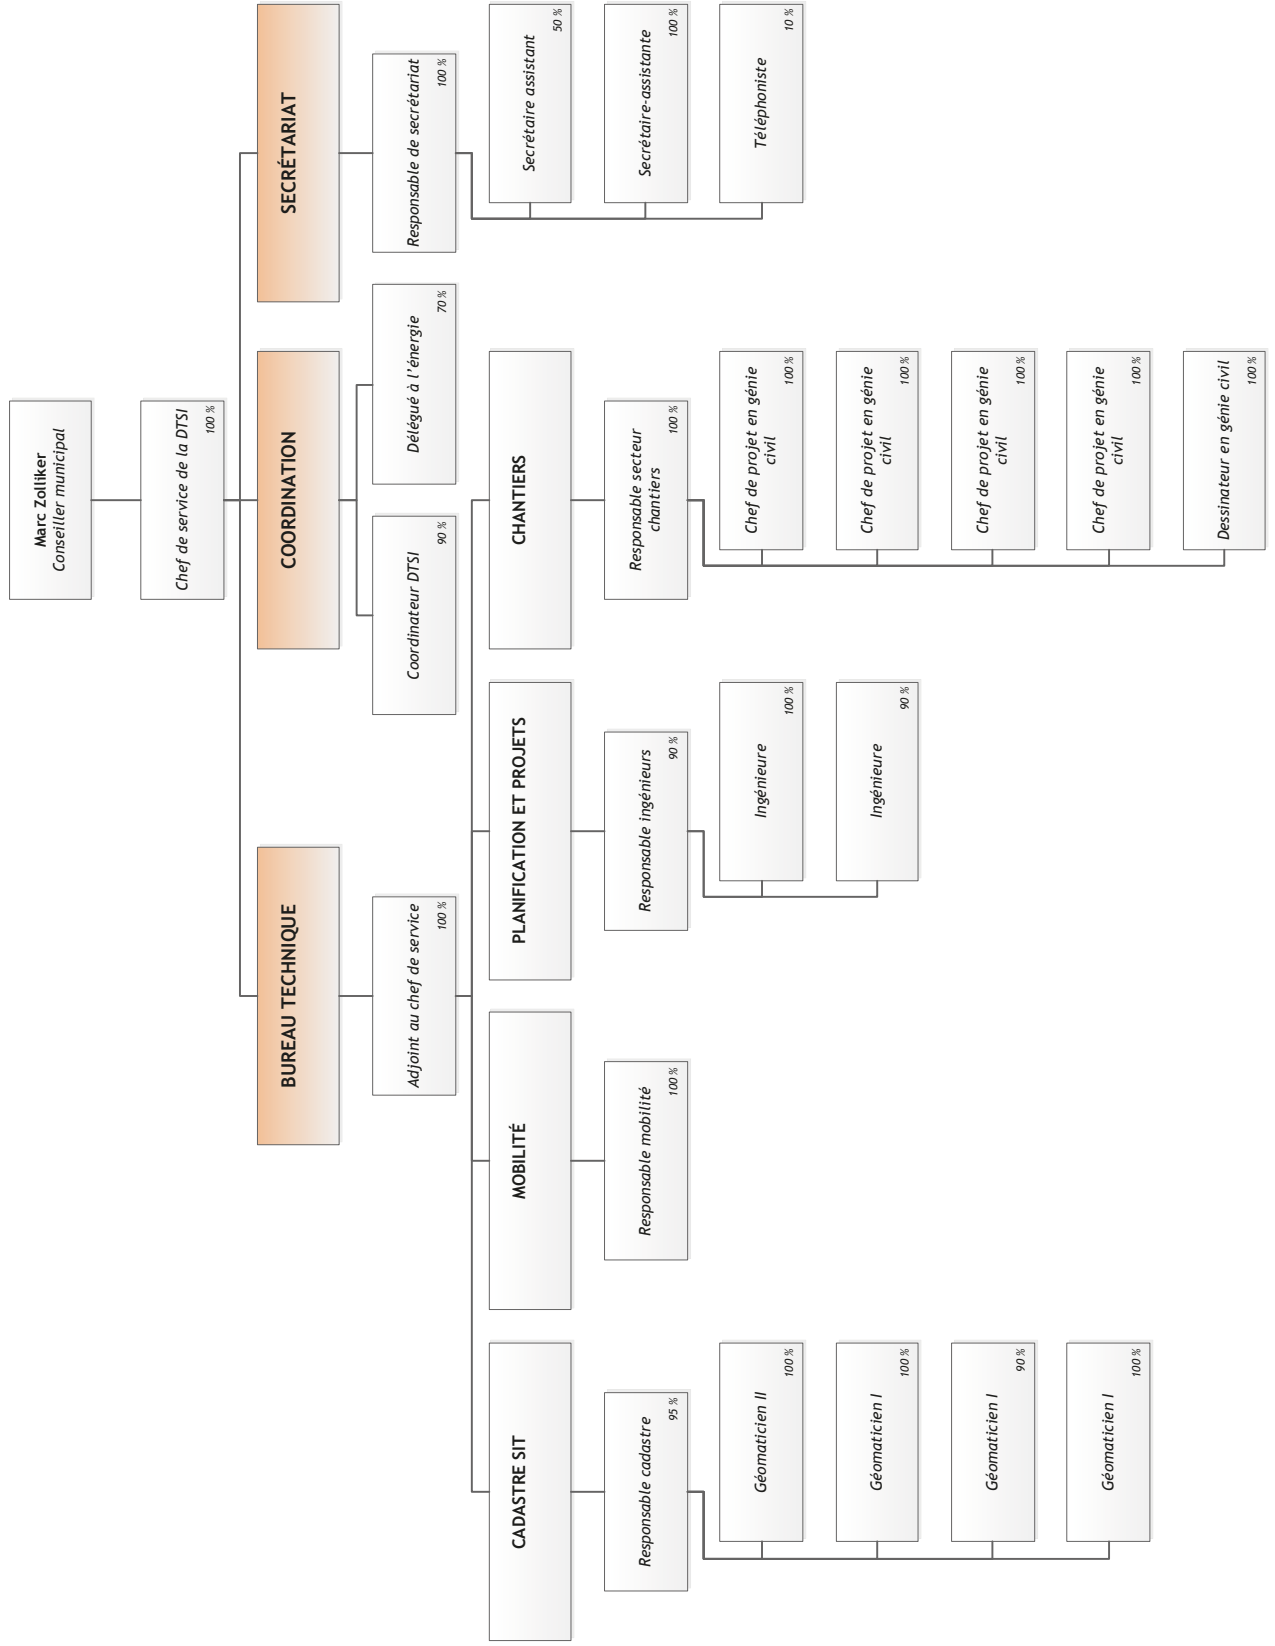 Marc Zolliker
Conseiller municipal
Chef de service de la DTSI
100 %
BUREAU TECHNIQUE
COORDINATION
SECRÉTARIAT
Adjoint au chef de service
100 %
Coordinateur DTSI
90 %
Délégué à l'énergie
70 %
Responsable de secrétariat
100 %
CADASTRE SIT
MOBILITÉ
PLANIFICATION ET PROJETS
CHANTIERS
Secrétaire assistant
50 %
Responsable cadastre
95 %
Responsable mobilité
100 %
Responsable ingénieurs
90 %
Responsable secteur
chantiers
100 %
Secrétaire-assistante
100 %
Géomaticien II
100 %
Ingénieure
100 %
Chef de projet en génie
civil
100 %
Téléphoniste
10 %
Géomaticien I
100 %
Ingénieure
90 %
Chef de projet en génie
civil
100 %
Géomaticien I
90 %
Chef de projet en génie
civil
100 %
Géomaticien I
100 %
Chef de projet en génie
civil
100 %
Dessinateur en génie civil
100 %